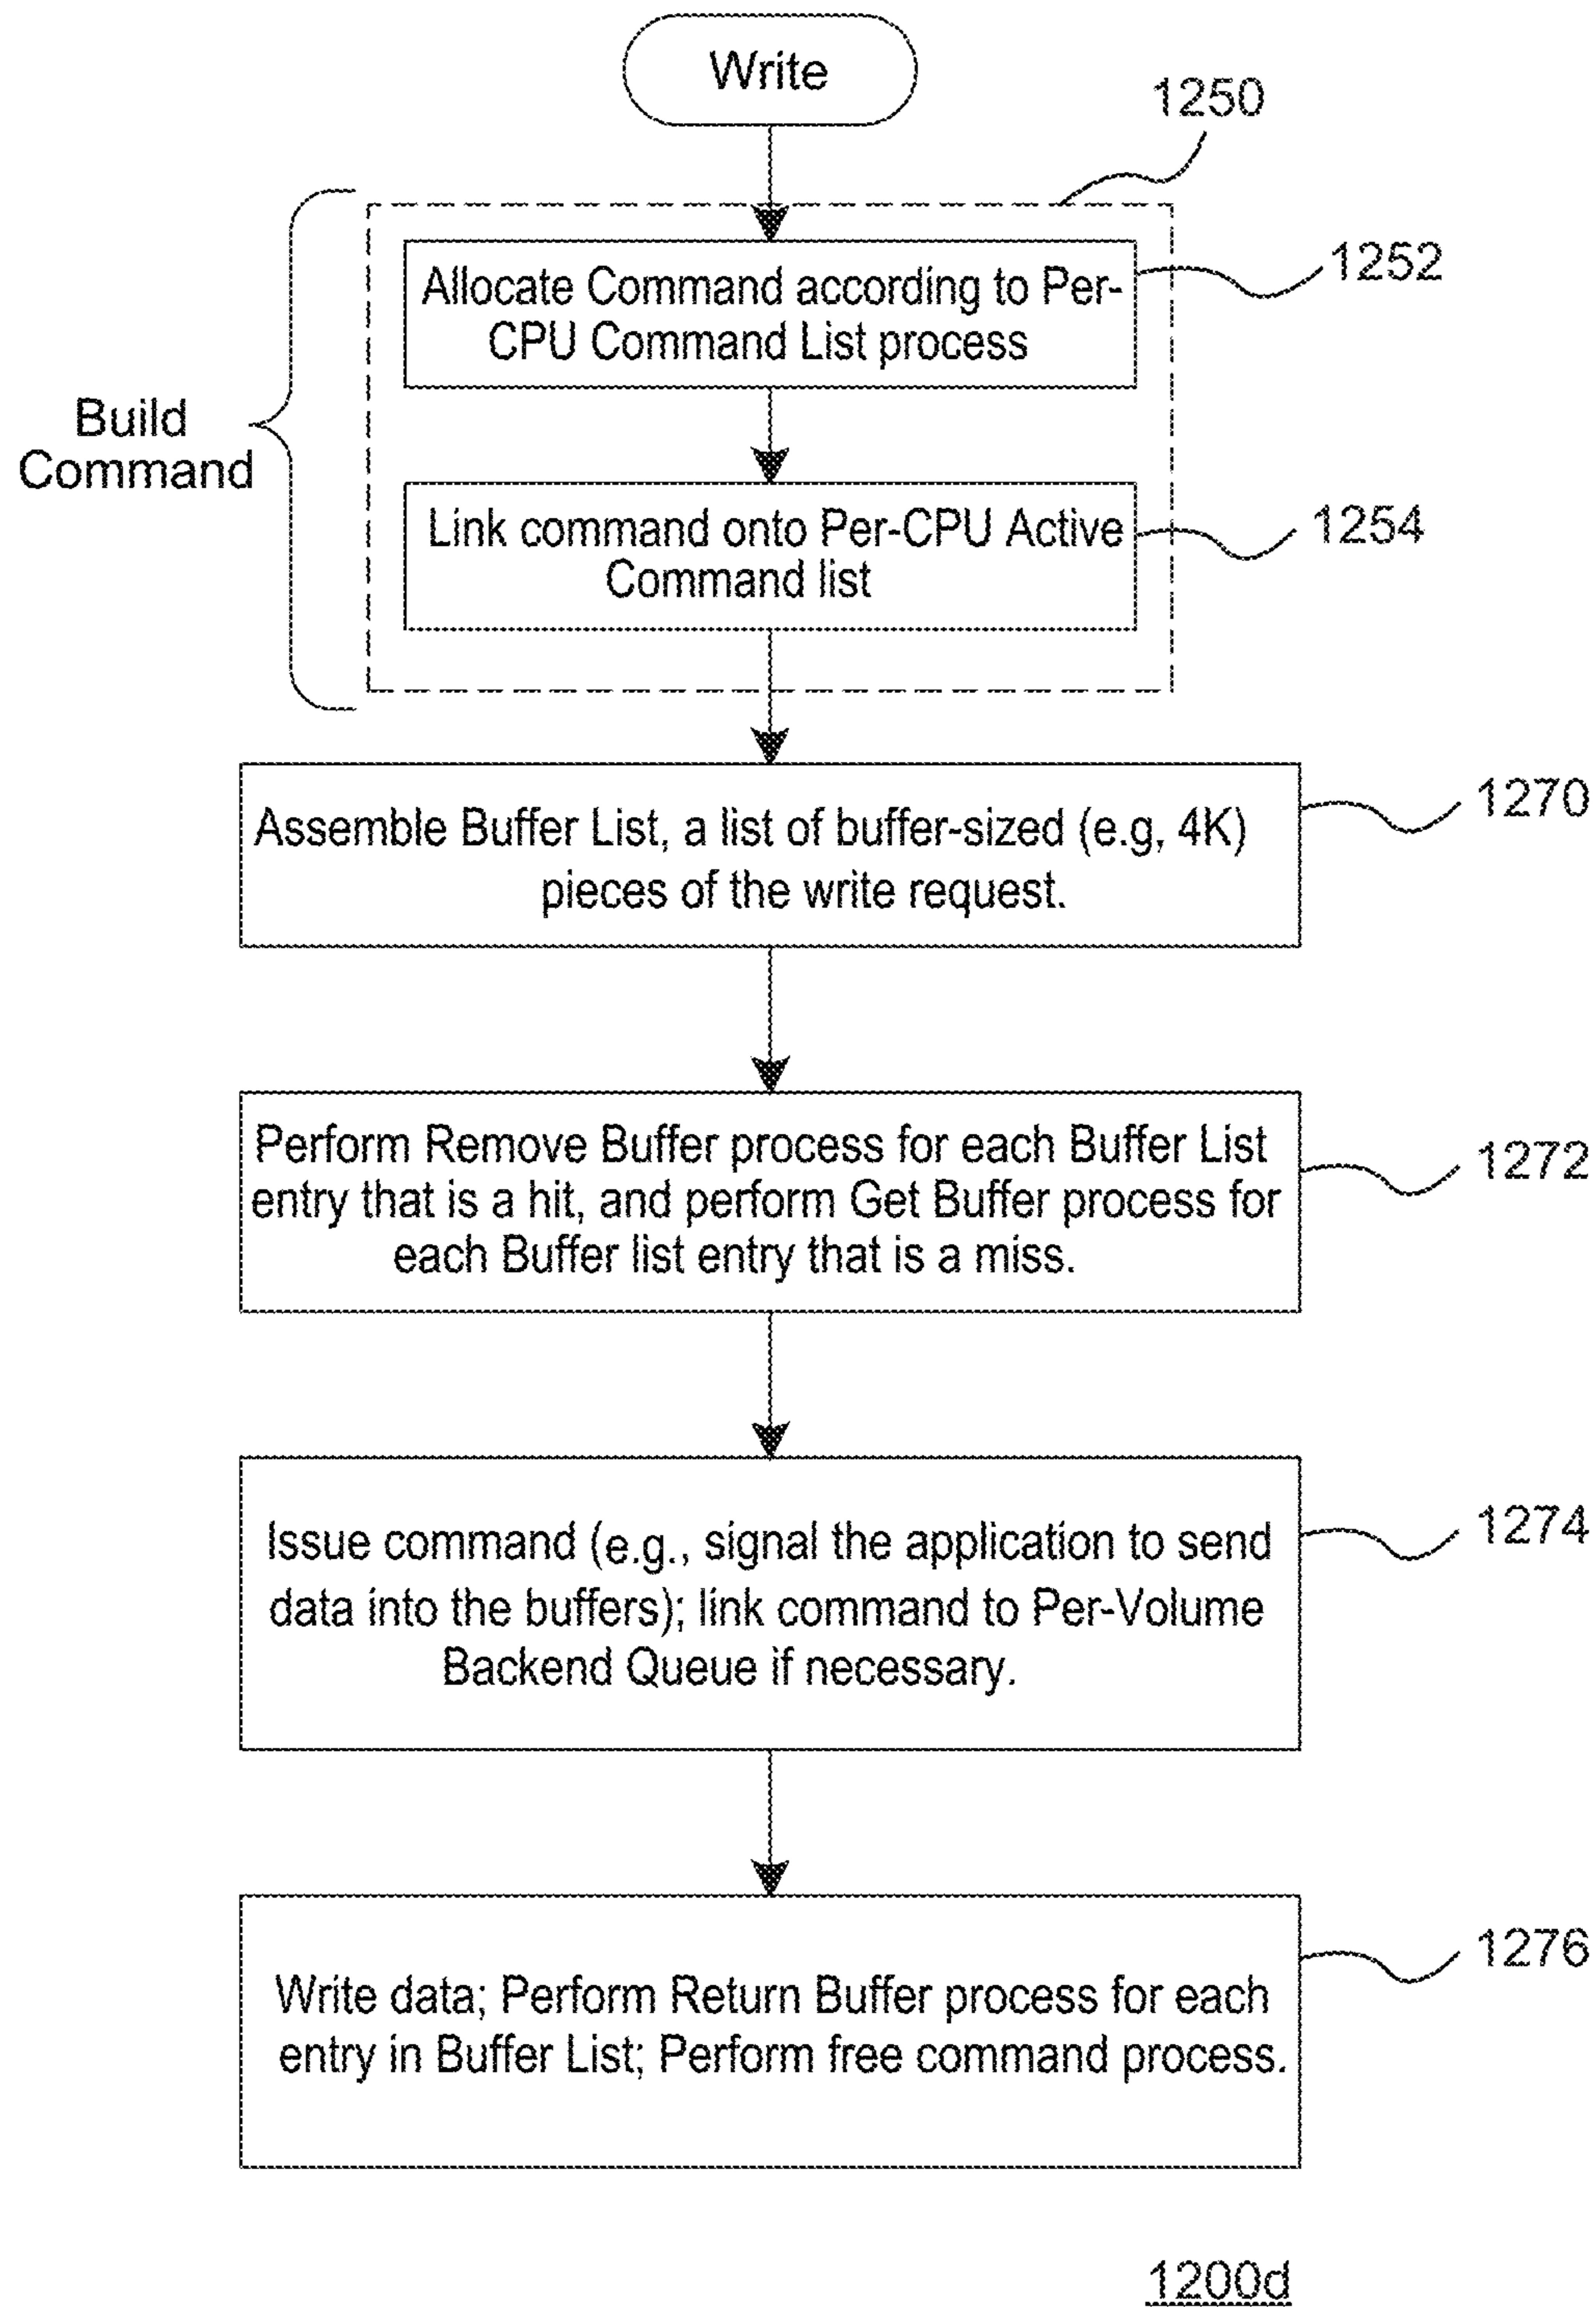 Write
1250
Allocate Command according to Per-
CPU Command List process
1252
Build
Command
Link command onto Per-CPU Active
Command list
1254
Assemble Buffer List, a list of buffer-sized (e.g, 4K)
pieces of the write request.
1270
Perform Remove Buffer process for each Buffer List
entry that is a hit, and perform Get Buffer process for
each Buffer list entry that is a miss.
1272
Issue command (e.g., signal the application to send
data into the buffers); link command to Per-Volume
Backend Queue if necessary.
1274
Write data; Perform Return Buffer process for each
entry in Buffer List; Perform free command process.
1276
1200d